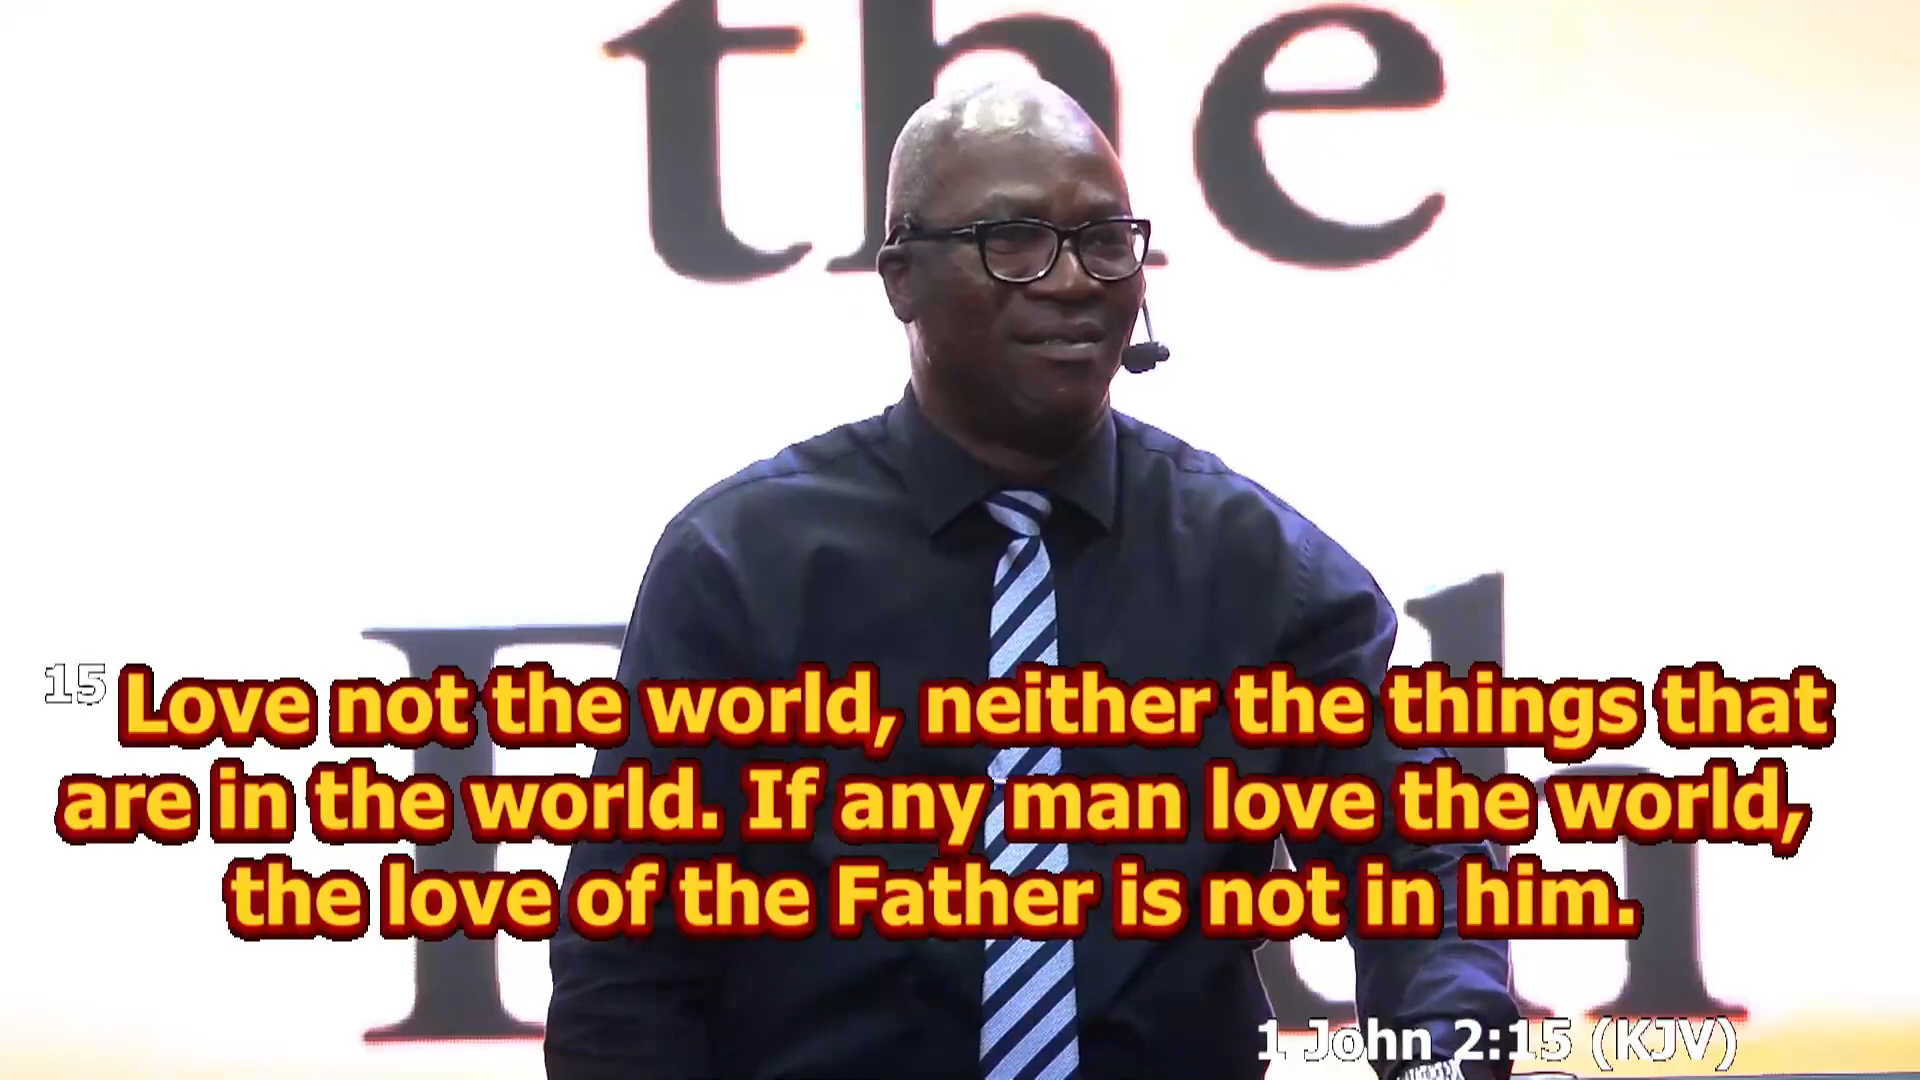 the
15 Love not the world, neither the things that
are in the world. If any man love the world,
the love of the Father is not in him.
1 John 2:15 (KJV)